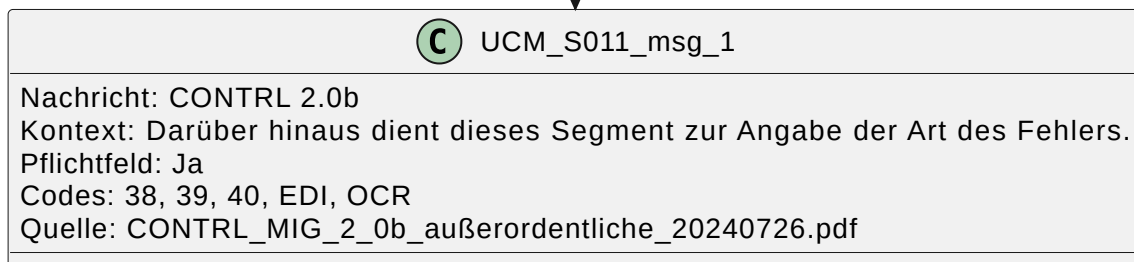 C UCM_S011_msg_1
Nachricht: CONTRL 2.0b
Kontext: Darüber hinaus dient dieses Segment zur Angabe der Art des Fehlers.
Pflichtfeld: Ja
Codes: 38, 39, 40, EDI, OCR
Quelle: CONTRL_MIG_2_0b_außerordentliche_20240726.pdf